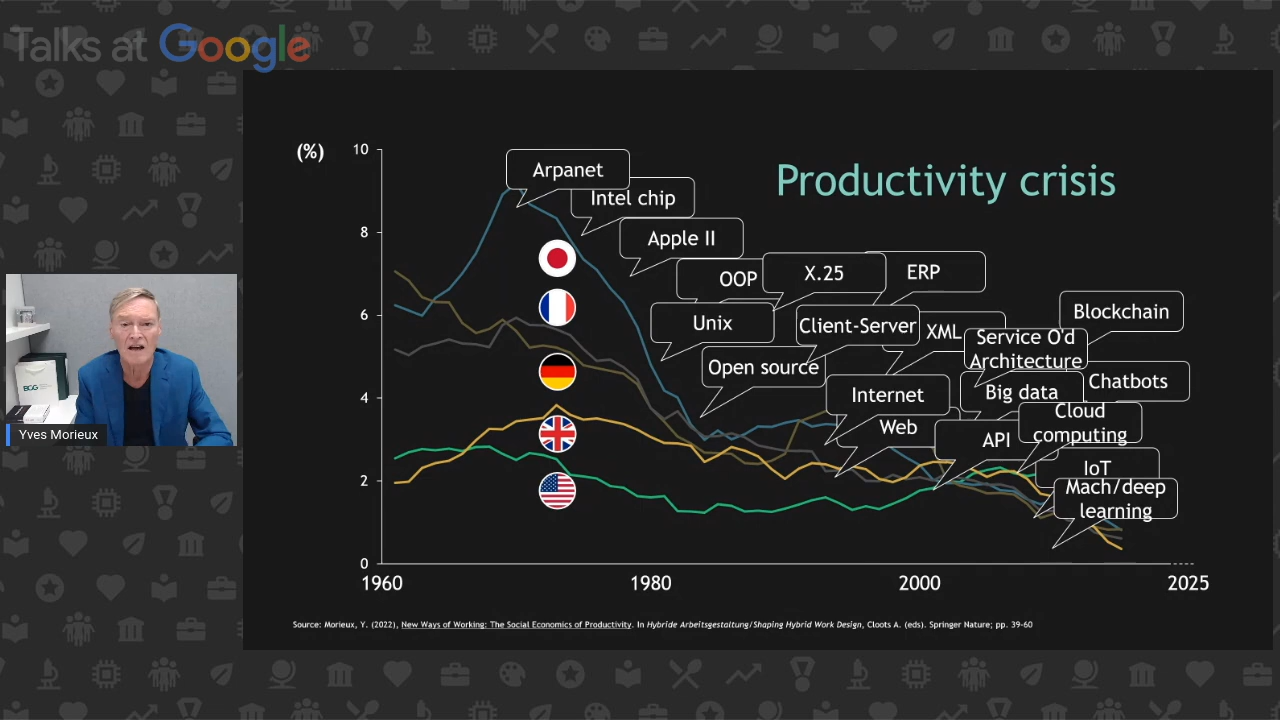 Talks at Google
Productivity crisis
(%)
10
8
6
4
2
0
1960
1980
2000
2025
Arpanet
Intel chip
Apple II
OOP
X.25
ERP
Unix
Client-Server
XML
Service O'd
Architecture
Blockchain
Open source
Internet
Big data
Chatbots
Web
API
Cloud
computing
IoT
Mach/deep
learning
BCG
Yves Morieux
Source: Morieux, Y. (2022), New Ways of Working: The Social Economics of Productivity. In Hybride Arbeitsgestaltung/Shaping Hybrid Work Design, Cloots A. (eds). Springer Nature; pp. 39-60